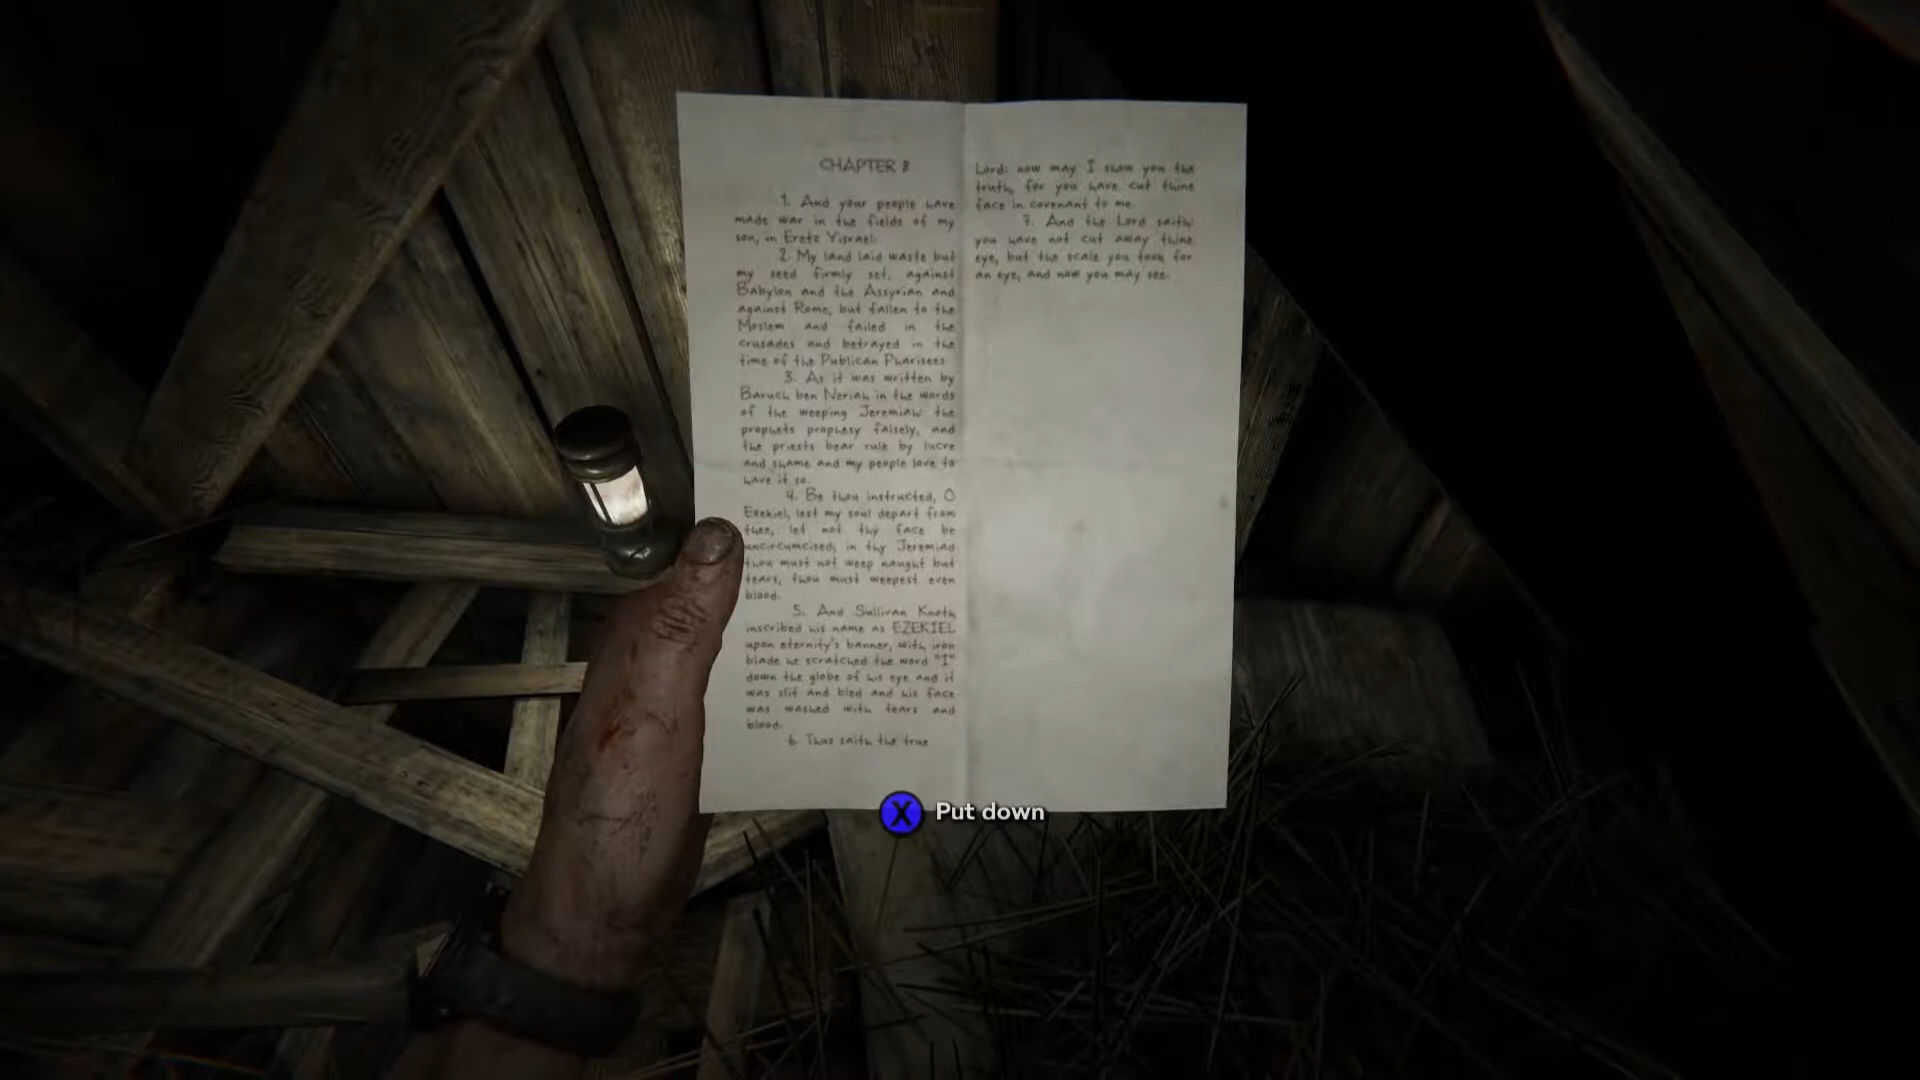 CHAPTER 8
1. And your people have
made war in the fields of my
son, in Eretz Yisrael.
2. My land laid waste but
my seed firmly set, against
Babylon and the Assyrian and
against Rome, but fallen to the
Moslem and failed in the
crusades and betrayed in the
time of the Publican Pharisees.
3. As it was written by
Baruch ben Neriah in the words
of the weeping Jeremiah: the
prophets prophesy falsely, and
the priests bear rule by lucre
and shame and my people love to
have it so.
4. Be thou instructed, O
Ezekiel, lest my soul depart from
thee, let not thy face be
uncircumcised; in thy Jeremiad
thou must not weep naught but
tears, thou must weepest even
blood.
5. And Sullivan Knoth
inscribed his name as EZEKIEL
upon eternity's banner, with iron
blade he scratched the word "I"
down the globe of his eye and it
was slit and bled and his face
was washed with tears and
blood.
6. Thus saith the true
Lord: now may I show you the
truth, for you have cut thine
face in covenant to me.
7. And the Lord saith:
you have not cut away thine
eye, but the scale you took for
an eye, and now you may see.
X Put down